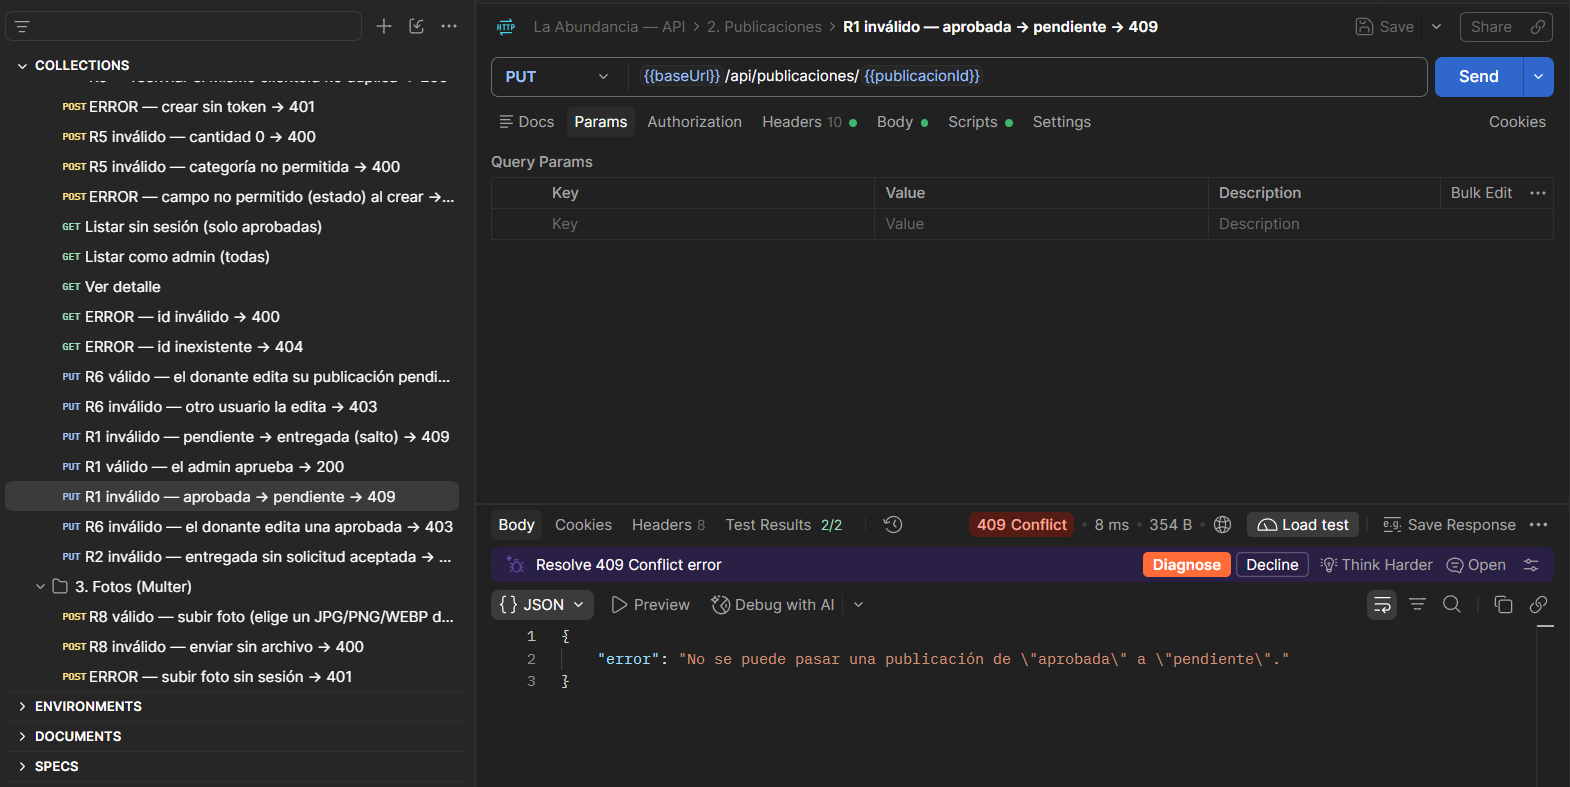 COLLECTIONS
POST ERROR — crear sin token → 401
POST R5 inválido — cantidad 0 → 400
POST R5 inválido — categoría no permitida → 400
POST ERROR — campo no permitido (estado) al crear →...
GET Listar sin sesión (solo aprobadas)
GET Listar como admin (todas)
GET Ver detalle
GET ERROR — id inválido → 400
GET ERROR — id inexistente → 404
PUT R6 válido — el donante edita su publicación pendi...
PUT R6 inválido — otro usuario la edita → 403
PUT R1 inválido — pendiente → entregada (salto) → 409
PUT R1 válido — el admin aprueba → 200
PUT R1 inválido — aprobada → pendiente → 409
PUT R6 inválido — el donante edita una aprobada → 403
PUT R2 inválido — entregada sin solicitud aceptada → ...
3. Fotos (Multer)
POST R8 válido — subir foto (elige un JPG/PNG/WEBP d...
POST R8 inválido — enviar sin archivo → 400
POST ERROR — subir foto sin sesión → 401
ENVIRONMENTS
DOCUMENTS
SPECS
HTTP La Abundancia — API > 2. Publicaciones > R1 inválido — aprobada → pendiente → 409
Save Share
PUT {{baseUrl}} /api/publicaciones/ {{publicacionId}} Send
Docs Params Authorization Headers 10 Body Scripts Settings Cookies
Query Params
Key Value Description Bulk Edit ...
Key Value Description
Body Cookies Headers 8 Test Results 2/2 409 Conflict • 8 ms • 354 B Load test e.g. Save Response ...
Resolve 409 Conflict error Diagnose Decline Think Harder Open
{} JSON Preview Debug with AI
1 {
2 "error": "No se puede pasar una publicación de \"aprobada\" a \"pendiente\"."
3 }